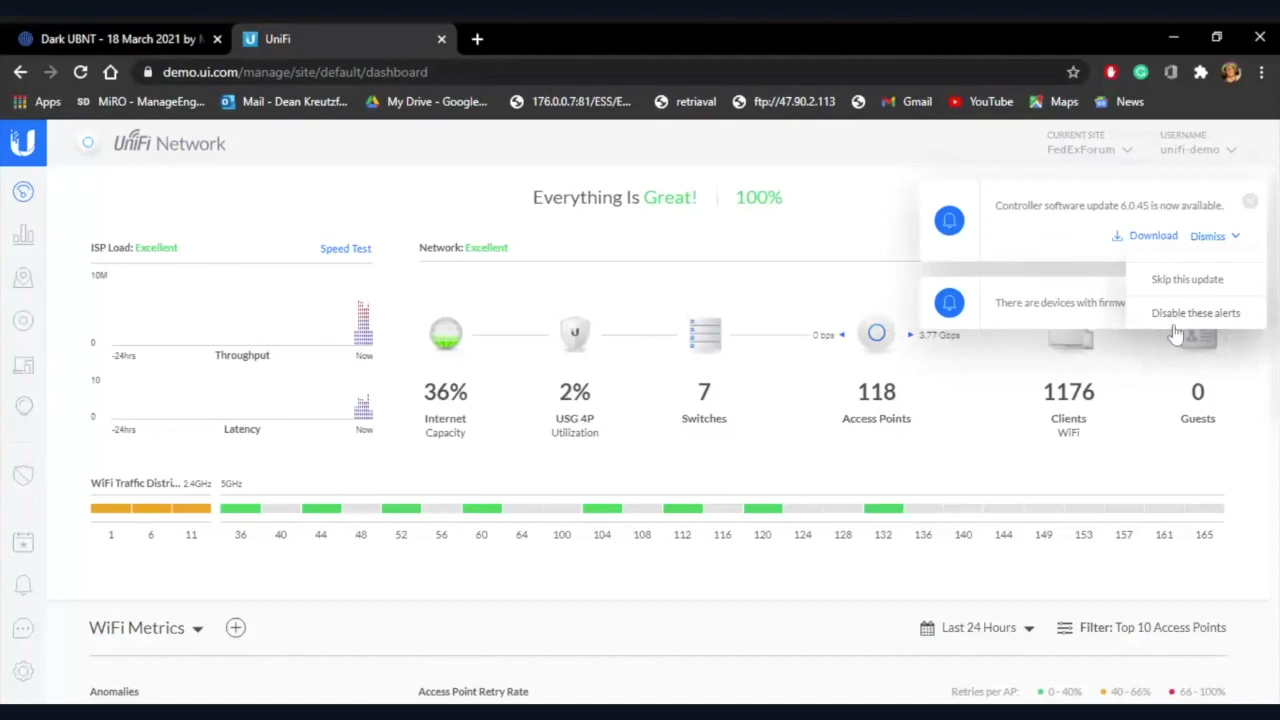 Dark UBNT - 18 March 2021 by
UniFi
demo.ui.com/manage/site/default/dashboard
Apps
SD MiRO - ManageEng...
Mail - Dean Kreutzf...
My Drive - Google...
176.0.0.7:81/ESS/E...
retriaval
ftp://47.90.2.113
Gmail
YouTube
Maps
News
UniFi Network
CURRENT SITE
FedExForum
USERNAME
unifi-demo
Everything Is Great! 100%
Controller software update 6.0.45 is now available.
Download Dismiss
Skip this update
Disable these alerts
There are devices with firmw
ISP Load: Excellent
Speed Test
Network: Excellent
10M
0
-24hrs Throughput Now
10
0
-24hrs Latency Now
0 bps
3.77 Gbps
36%
Internet
Capacity
2%
USG 4P
Utilization
7
Switches
118
Access Points
1176
Clients
WiFi
0
Guests
WiFi Traffic Distri... 2.4GHz 5GHz
1 6 11 36 40 44 48 52 56 60 64 100 104 108 112 116 120 124 128 132 136 140 144 149 153 157 161 165
WiFi Metrics
Last 24 Hours
Filter: Top 10 Access Points
Anomalies
Access Point Retry Rate
Retries per AP: 0 - 40% 40 - 66% 66 - 100%